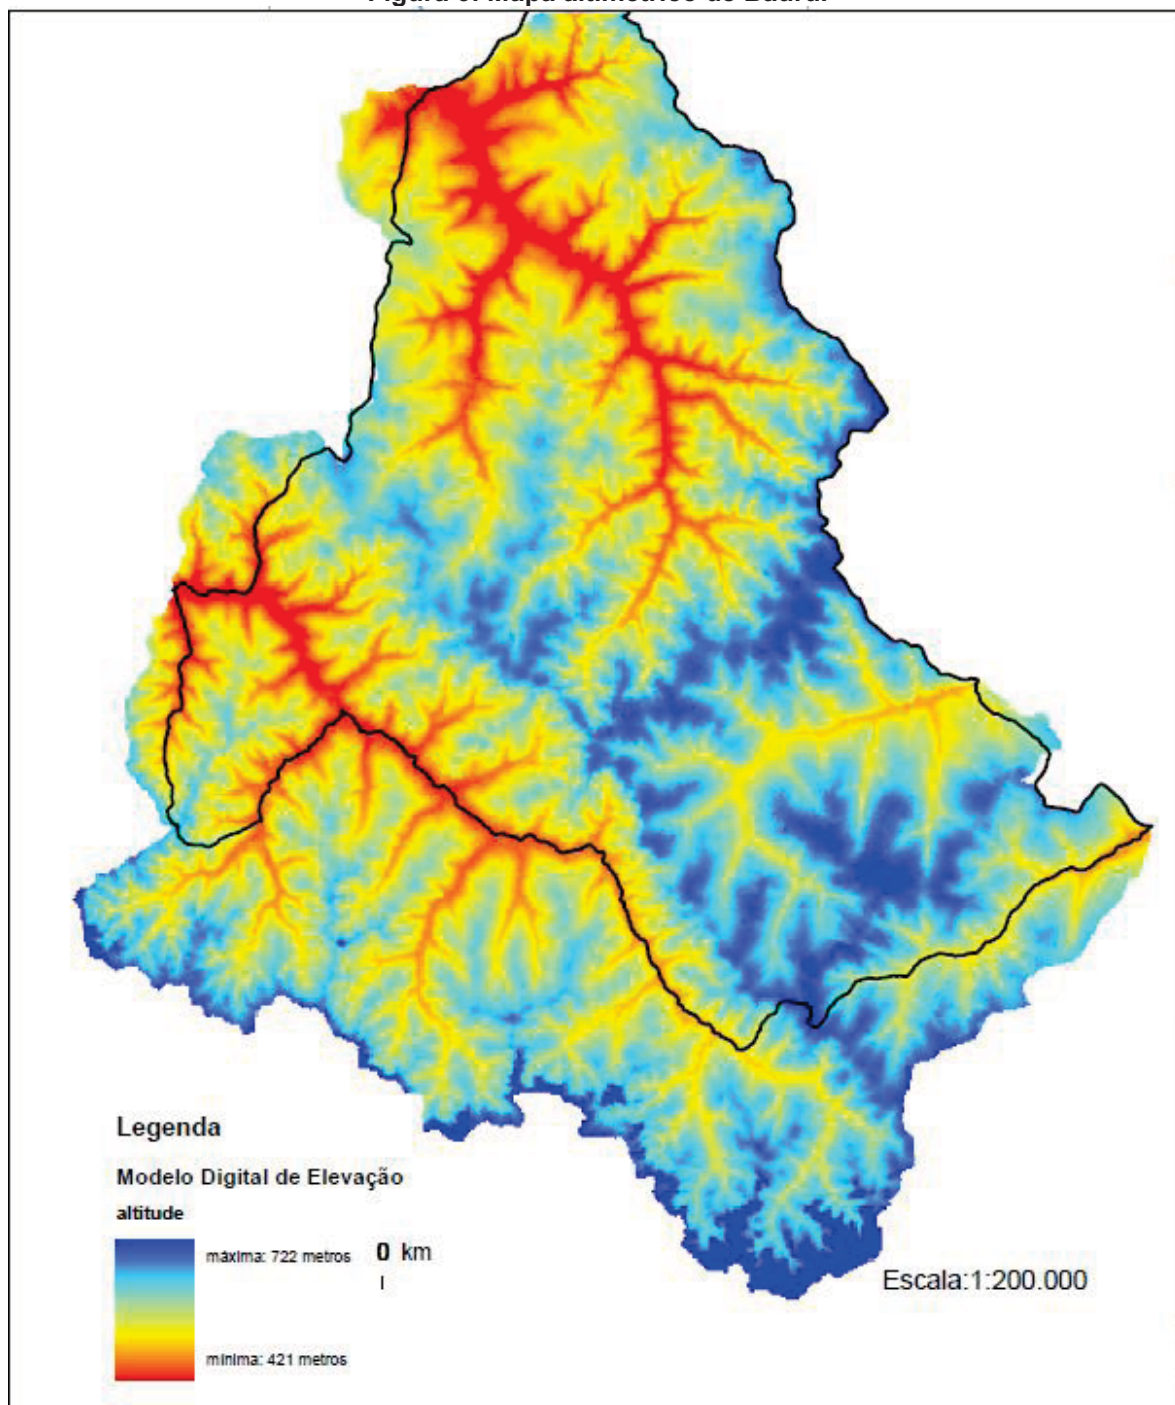 Legenda
Modelo Digital de Elevação
altitude
máxima: 722 metros
0 km
mínima: 421 metros
Escala:1:200.000